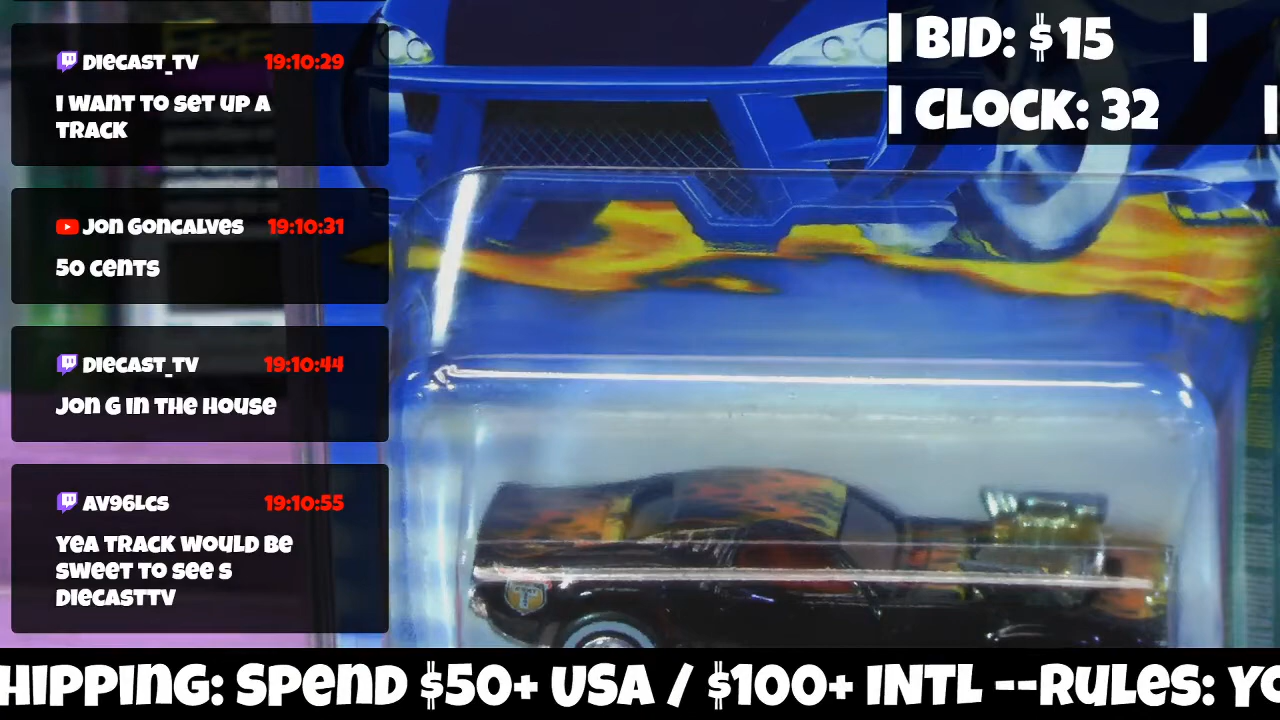 DIECAST_TV 19:10:29
I WANT TO SET UP A
TRACK
JON GONCALVES 19:10:31
50 CENTS
DIECAST_TV 19:10:44
JON G IN THE HOUSE
AV96LCS 19:10:55
YEA TRACK WOULD BE
SWEET TO SEE S
DIECASTTV
| BID: $15 |
| CLOCK: 32 |
HIPPING: SPEND $50+ USA / $100+ INTL --RULES: YO